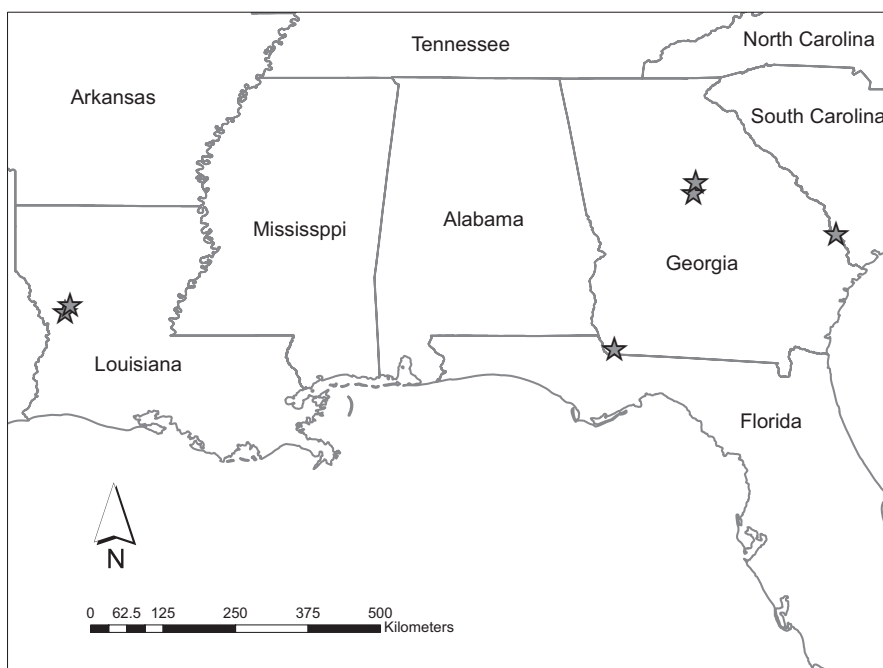 Tennessee
North Carolina
Arkansas
South Carolina
Mississppi
Alabama
Georgia
Louisiana
Florida
N
0 62.5 125 250 375 500
Kilometers